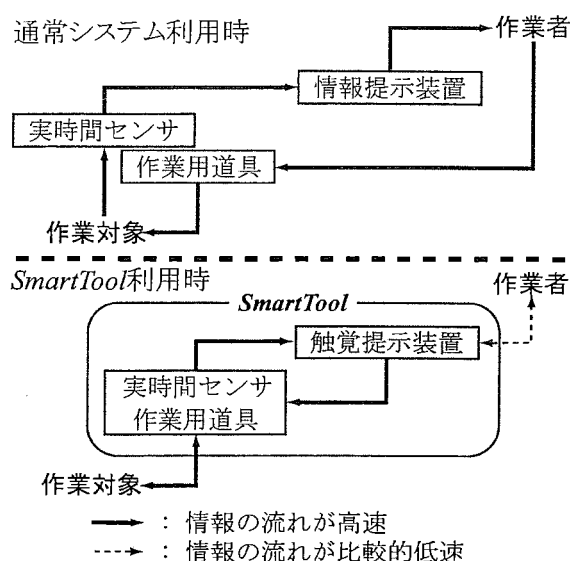 通常システム利用時
作業者
情報提示装置
実時間センサ
作業用道具
作業対象
SmartTool利用時
作業者
SmartTool
触覚提示装置
実時間センサ
作業用道具
作業対象
: 情報の流れが高速
: 情報の流れが比較的低速